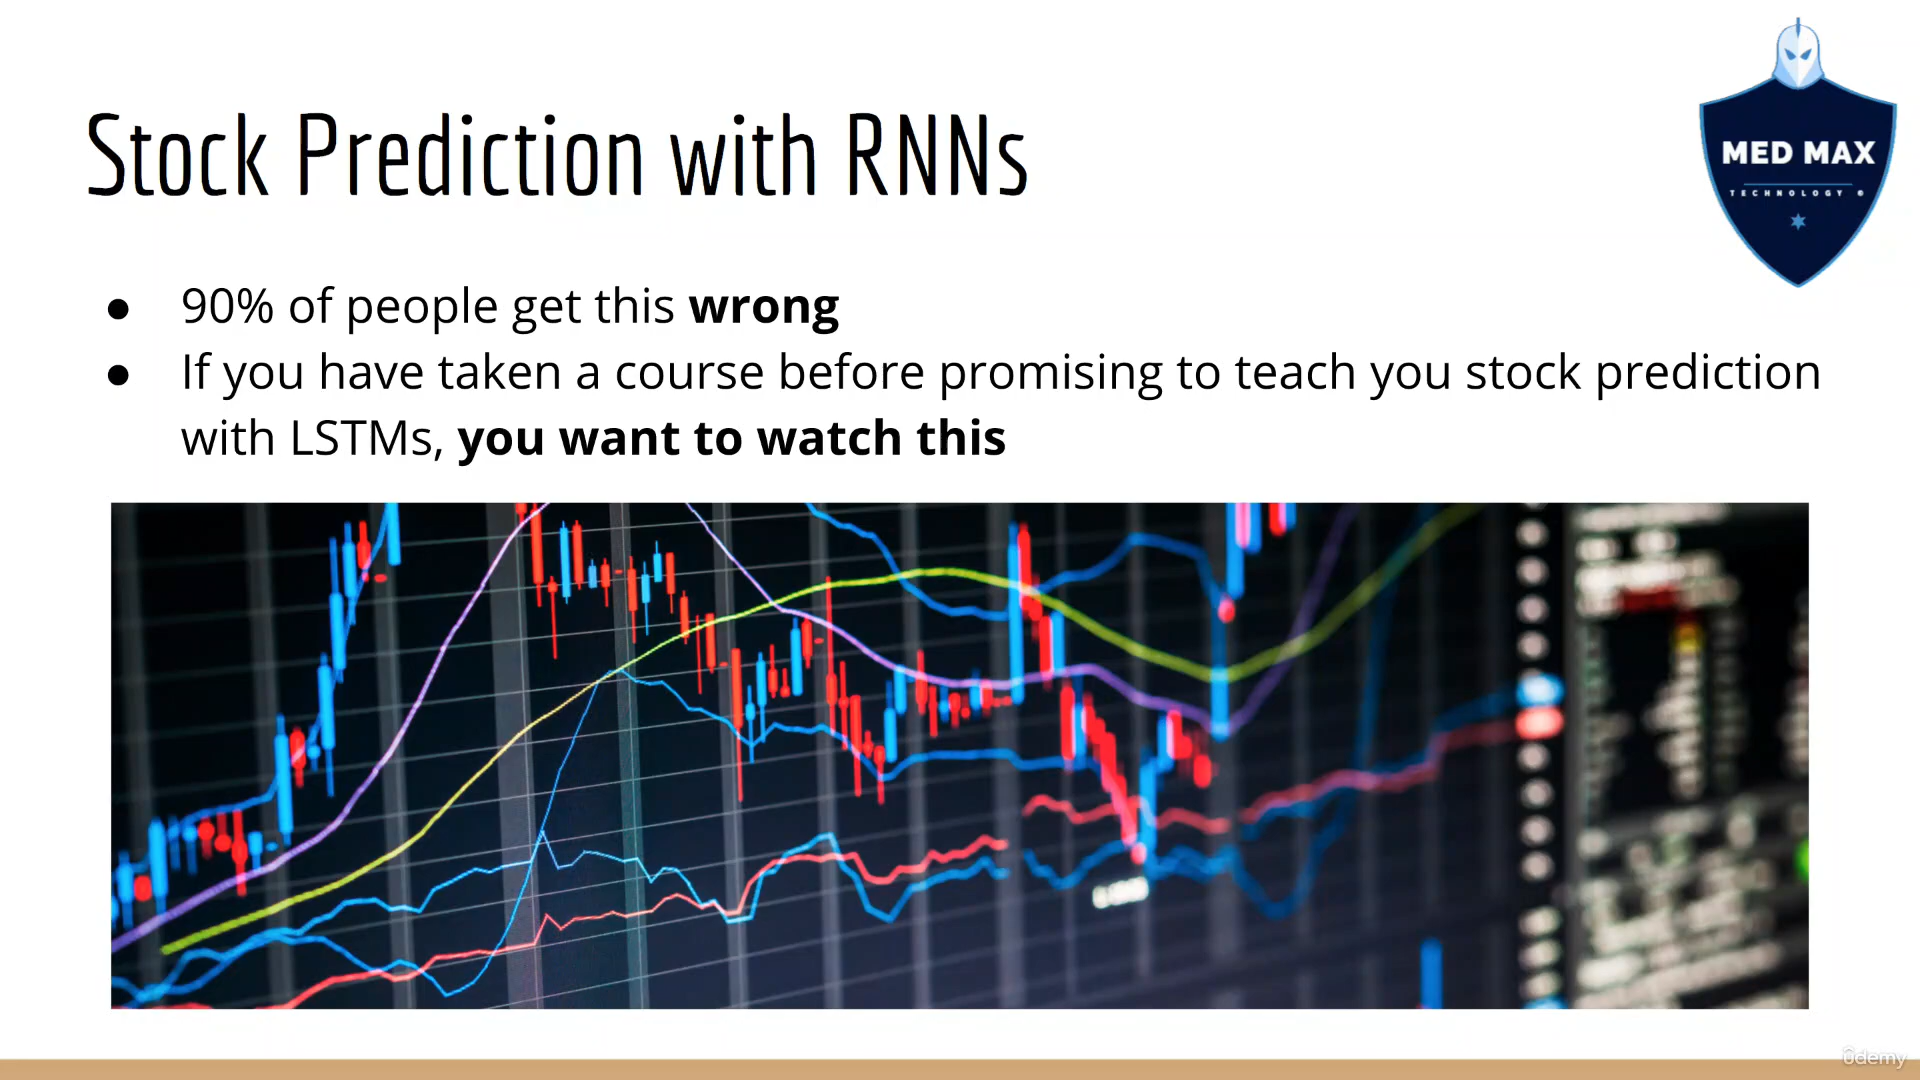 Stock Prediction with RNNs
MED MAX
TECHNOLOGY
● 90% of people get this wrong
● If you have taken a course before promising to teach you stock prediction
with LSTMs, you want to watch this
ûdemy